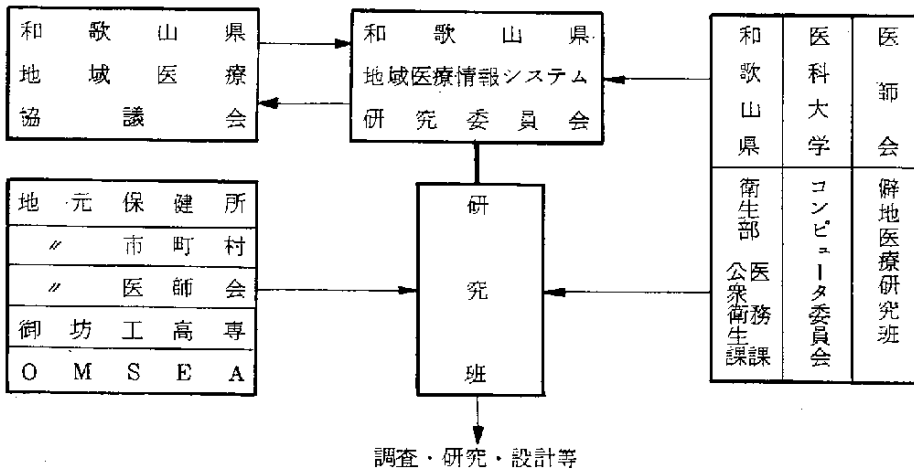 和歌山県
地域医療
協議会
和歌山県
地域医療情報システム
研究委員会
和歌山県
医科大学
医師会
地元保健所
〃市町村
〃医師会
御坊工高専
OMSEA
研究班
衛生部 医務課
公衆衛生課
コンピュータ委員会
僻地医療研究班
調査・研究・設計等